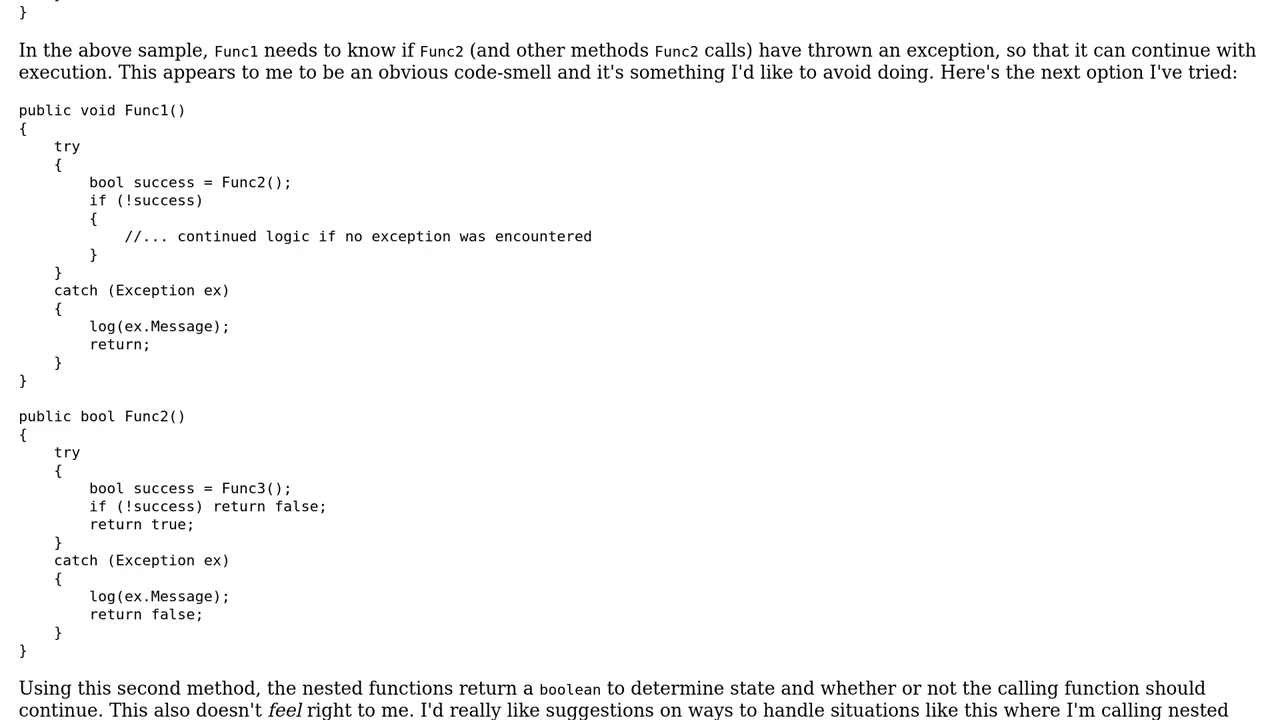 }
In the above sample, Func1 needs to know if Func2 (and other methods Func2 calls) have thrown an exception, so that it can continue with
execution. This appears to me to be an obvious code-smell and it's something I'd like to avoid doing. Here's the next option I've tried:
public void Func1()
{
    try
    {
        bool success = Func2();
        if (!success)
        {
            //... continued logic if no exception was encountered
        }
    }
    catch (Exception ex)
    {
        log(ex.Message);
        return;
    }
}
public bool Func2()
{
    try
    {
        bool success = Func3();
        if (!success) return false;
        return true;
    }
    catch (Exception ex)
    {
        log(ex.Message);
        return false;
    }
}
Using this second method, the nested functions return a boolean to determine state and whether or not the calling function should
continue. This also doesn't feel right to me. I'd really like suggestions on ways to handle situations like this where I'm calling nested